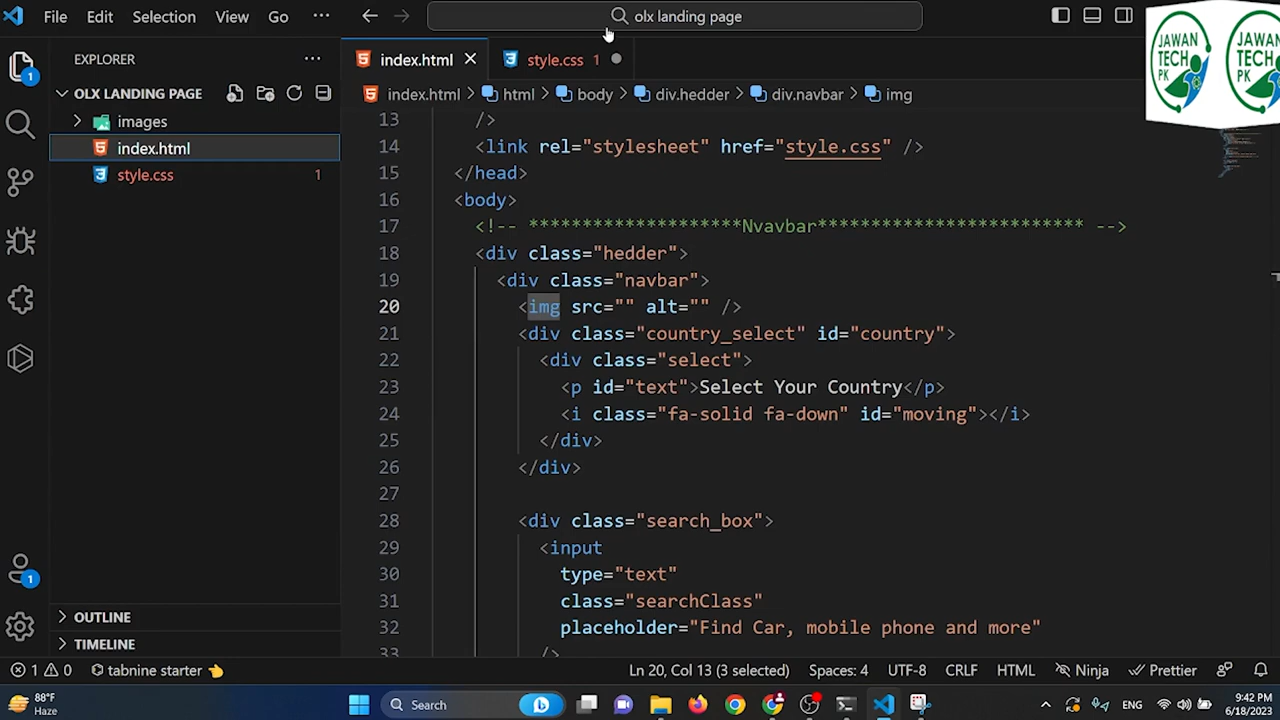 File Edit Selection View Go ··· olx landing page
EXPLORER ···
OLX LANDING PAGE
images
index.html
style.css 1
OUTLINE
TIMELINE
index.html style.css 1
index.html > html > body > div.hedder > div.navbar > img
13 />
14 <link rel="stylesheet" href="style.css" />
15 </head>
16 <body>
17 <!-- ********************Nvavbar************************* -->
18 <div class="hedder">
19 <div class="navbar">
20 <img src="" alt="" />
21 <div class="country_select" id="country">
22 <div class="select">
23 <p id="text">Select Your Country</p>
24 <i class="fa-solid fa-down" id="moving"></i>
25 </div>
26 </div>
27
28 <div class="search_box">
29 <input
30 type="text"
31 class="searchClass"
32 placeholder="Find Car, mobile phone and more"
33 />
JAWAN TECH PK
JAWAN TECH PK
1
1
1 0 tabnine starter Ln 20, Col 13 (3 selected) Spaces: 4 UTF-8 CRLF HTML Ninja Prettier
88°F
Haze
Search
ENG
9:42 PM
6/18/2023